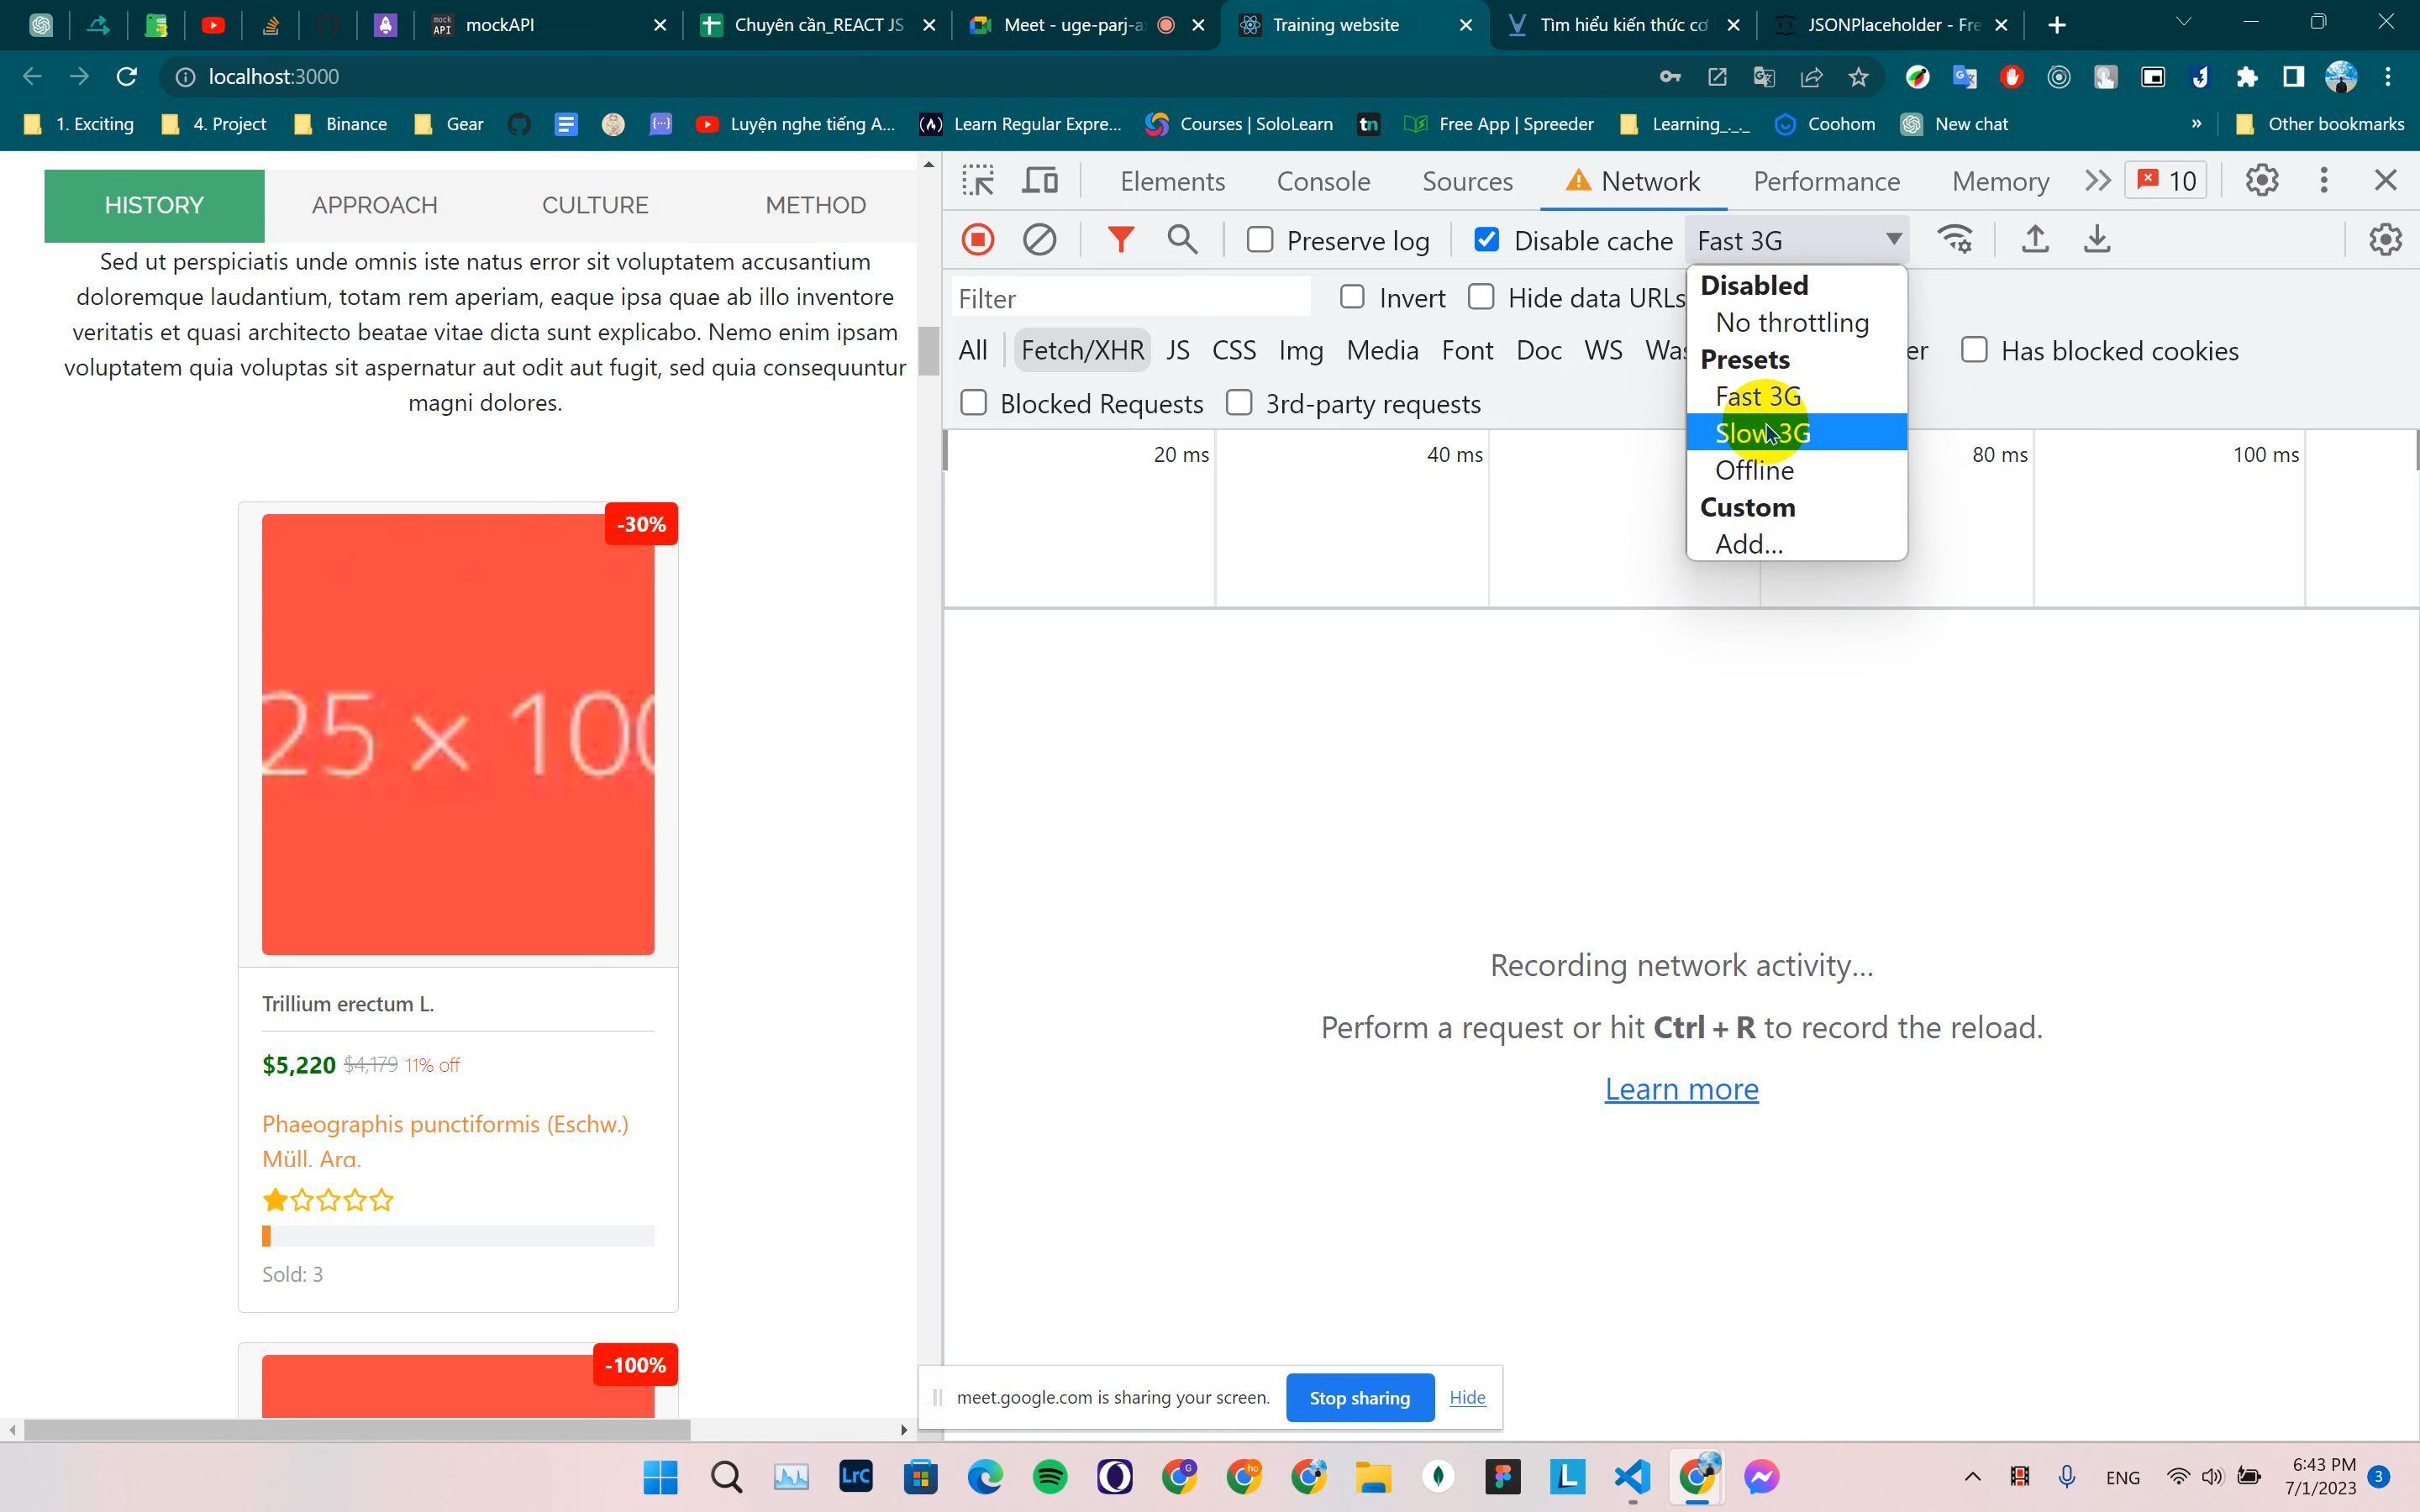 mock
API
mockAPI
Chuyên cần_REACT JS
Meet - uge-parj-a
Training website
Tìm hiểu kiến thức cơ
JSONPlaceholder - Fre
localhost:3000
1. Exciting
4. Project
Binance
Gear
Luyện nghe tiếng A...
Learn Regular Expre...
Courses | SoloLearn
tn
Free App | Spreeder
Learning_._._
Coohom
New chat
»
Other bookmarks
HISTORY
APPROACH
CULTURE
METHOD
Sed ut perspiciatis unde omnis iste natus error sit voluptatem accusantium
doloremque laudantium, totam rem aperiam, eaque ipsa quae ab illo inventore
veritatis et quasi architecto beatae vitae dicta sunt explicabo. Nemo enim ipsam
voluptatem quia voluptas sit aspernatur aut odit aut fugit, sed quia consequuntur
magni dolores.
-30%
25 × 100
Trillium erectum L.
$5,220 $4,179 11% off
Phaeographis punctiformis (Eschw.)
Müll. Arg.
Sold: 3
-100%
Elements
Console
Sources
Network
Performance
Memory
10
Preserve log
Disable cache
Fast 3G
Filter
Invert
Hide data URLs
All
Fetch/XHR
JS
CSS
Img
Media
Font
Doc
WS
Was
er
Has blocked cookies
Blocked Requests
3rd-party requests
Disabled
No throttling
Presets
Fast 3G
Slow 3G
Offline
Custom
Add...
20 ms
40 ms
80 ms
100 ms
Recording network activity...
Perform a request or hit Ctrl + R to record the reload.
Learn more
meet.google.com is sharing your screen.
Stop sharing
Hide
LrC
G
ho
L
ENG
6:43 PM
7/1/2023
3